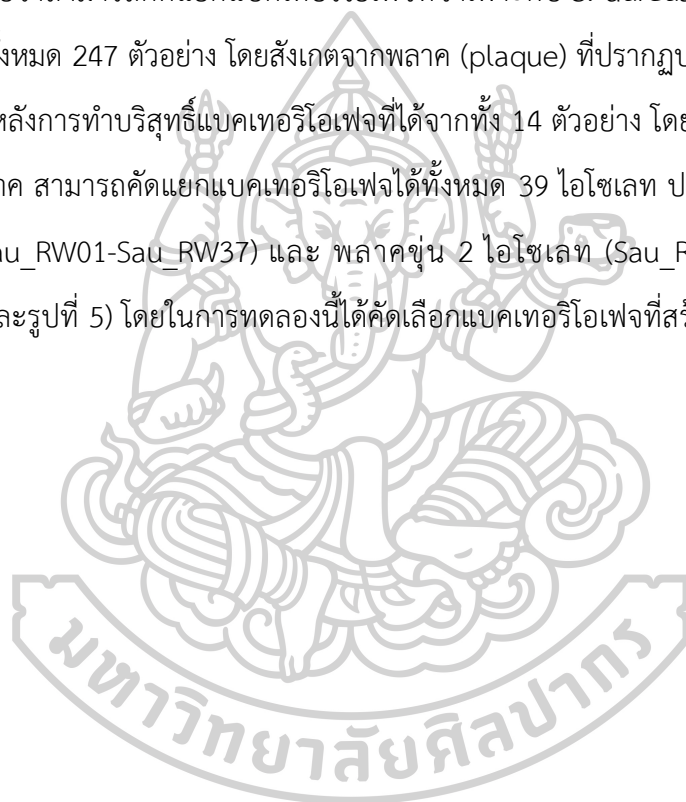 ั้งหมด 247 ตัวอย่าง โดยสังเกตจากพลาค (plaque) ที่ปรากฏบ
หลังการทำบริสุทธิ์แบคเทอริโอเฟจที่ได้จากทั้ง 14 ตัวอย่าง โดย
าค สามารถคัดแยกแบคเทอริโอเฟจได้ทั้งหมด 39 ไอโซเลท ป
au_RW01-Sau_RW37) และ พลาคขุ่น 2 ไอโซเลท (Sau_R
ละรูปที่ 5) โดยในการทดลองนี้ได้คัดเลือกแบคเทอริโอเฟจที่สร้
มหาวิทยาลัยศิลปากร